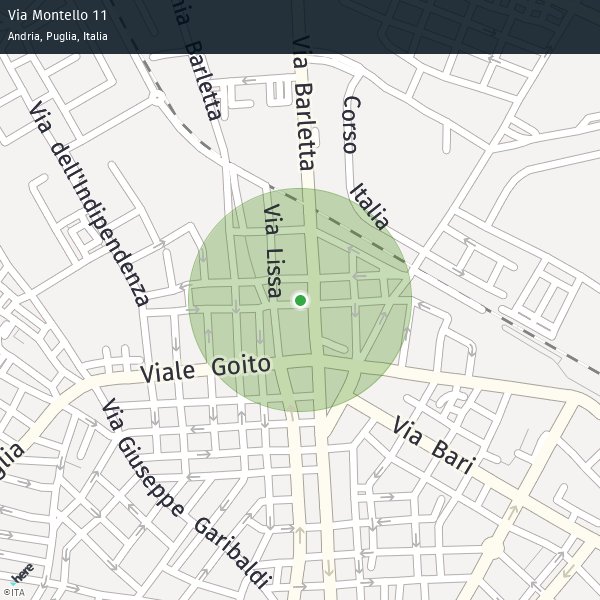 Via Montello 11
Andria, Puglia, Italia
nia Barletta
Via Barletta
Corso Italia
Via dell'Indipendenza
Via Lissa
Viale Goito
Via Bari
Via Giuseppe Garibaldi
glia
here
©ITA